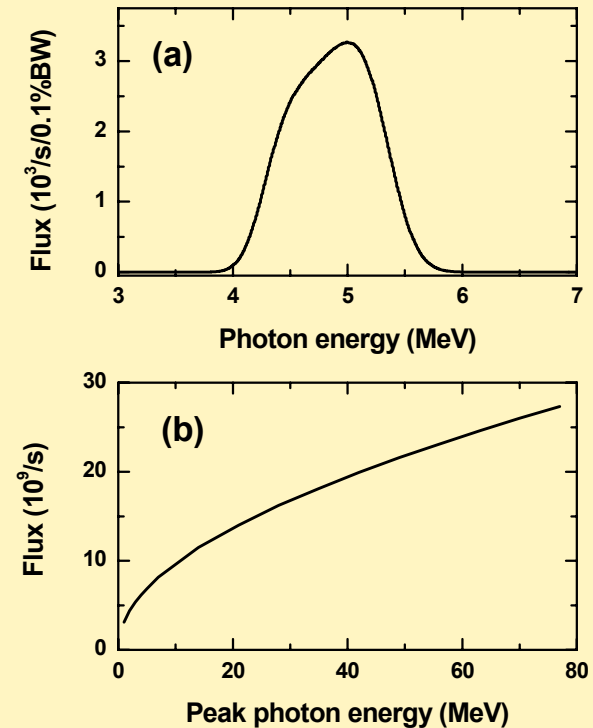 (a)
Flux (10³/s/0.1%BW)
3
2
1
0
3 4 5 6 7
Photon energy (MeV)
(b)
Flux (10⁹/s)
30
20
10
0
0 20 40 60 80
Peak photon energy (MeV)